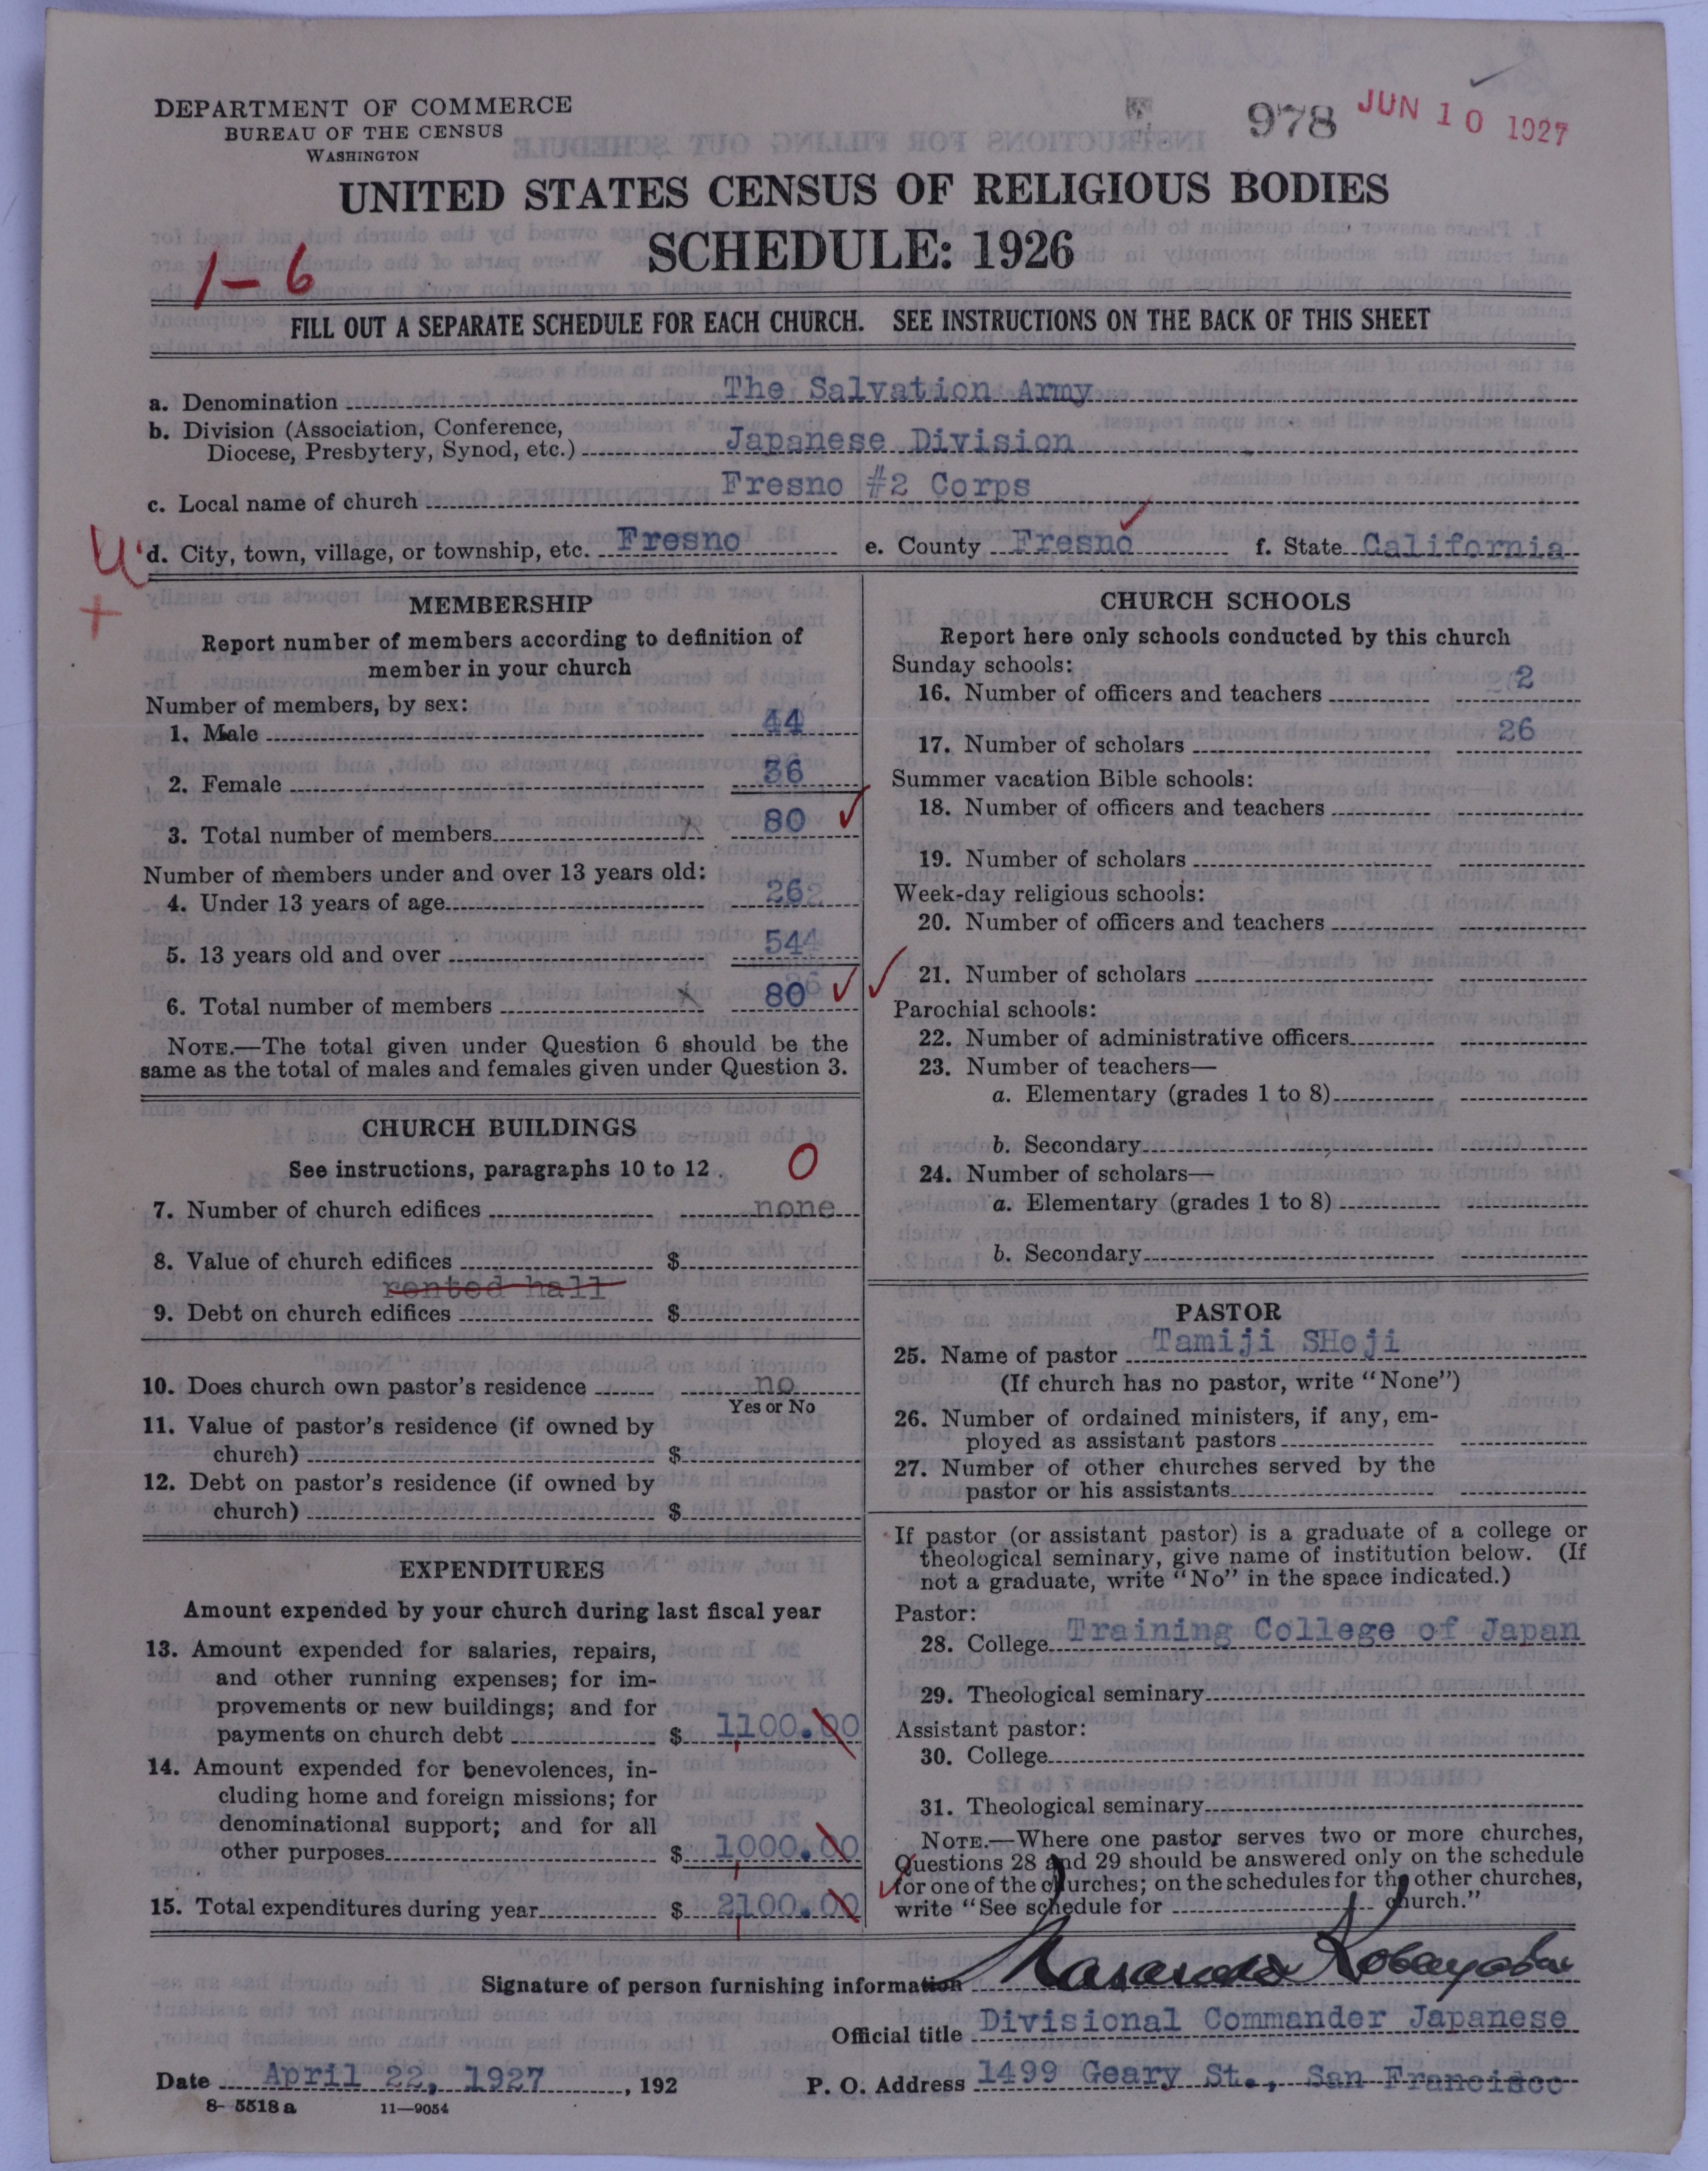 DEPARTMENT OF COMMERCE
BUREAU OF THE CENSUS
WASHINGTON
978 JUN 10 1927
UNITED STATES CENSUS OF RELIGIOUS BODIES
SCHEDULE: 1926
1-6
FILL OUT A SEPARATE SCHEDULE FOR EACH CHURCH. SEE INSTRUCTIONS ON THE BACK OF THIS SHEET
a. Denomination The Salvation Army
b. Division (Association, Conference,
Diocese, Presbytery, Synod, etc.) Japanese Division
c. Local name of church Fresno #2 Corps
d. City, town, village, or township, etc. Fresno e. County Fresno f. State California
U
+
MEMBERSHIP
Report number of members according to definition of
member in your church
Number of members, by sex:
1. Male 44
2. Female 36
3. Total number of members 80
Number of members under and over 13 years old:
4. Under 13 years of age 26
5. 13 years old and over 54
6. Total number of members 80
NOTE.—The total given under Question 6 should be the
same as the total of males and females given under Question 3.
CHURCH BUILDINGS
See instructions, paragraphs 10 to 12. 0
7. Number of church edifices none
8. Value of church edifices $
rented hall
9. Debt on church edifices $
10. Does church own pastor's residence no
Yes or No
11. Value of pastor's residence (if owned by
church) $
12. Debt on pastor's residence (if owned by
church) $
EXPENDITURES
Amount expended by your church during last fiscal year
13. Amount expended for salaries, repairs,
and other running expenses; for im-
provements or new buildings; and for
payments on church debt $ 1100.00
14. Amount expended for benevolences, in-
cluding home and foreign missions; for
denominational support; and for all
other purposes $ 1000.00
15. Total expenditures during year $ 2100.00
CHURCH SCHOOLS
Report here only schools conducted by this church
Sunday schools:
16. Number of officers and teachers 2
17. Number of scholars 26
Summer vacation Bible schools:
18. Number of officers and teachers
19. Number of scholars
Week-day religious schools:
20. Number of officers and teachers
21. Number of scholars
Parochial schools:
22. Number of administrative officers
23. Number of teachers—
a. Elementary (grades 1 to 8)
b. Secondary
24. Number of scholars—
a. Elementary (grades 1 to 8)
b. Secondary
PASTOR
25. Name of pastor Tamiji SHoji
(If church has no pastor, write "None")
26. Number of ordained ministers, if any, em-
ployed as assistant pastors
27. Number of other churches served by the
pastor or his assistants
If pastor (or assistant pastor) is a graduate of a college or
theological seminary, give name of institution below. (If
not a graduate, write "No" in the space indicated.)
Pastor:
28. College Training College of Japan
29. Theological seminary
Assistant pastor:
30. College
31. Theological seminary
NOTE.—Where one pastor serves two or more churches,
Questions 28 and 29 should be answered only on the schedule
for one of the churches; on the schedules for the other churches,
write "See schedule for church."
Signature of person furnishing information Masasuke Kobayashi
Official title Divisional Commander Japanese
Date April 22, 1927, 192 P. O. Address 1499 Geary St., San Francisco
8-5518a 11—9054